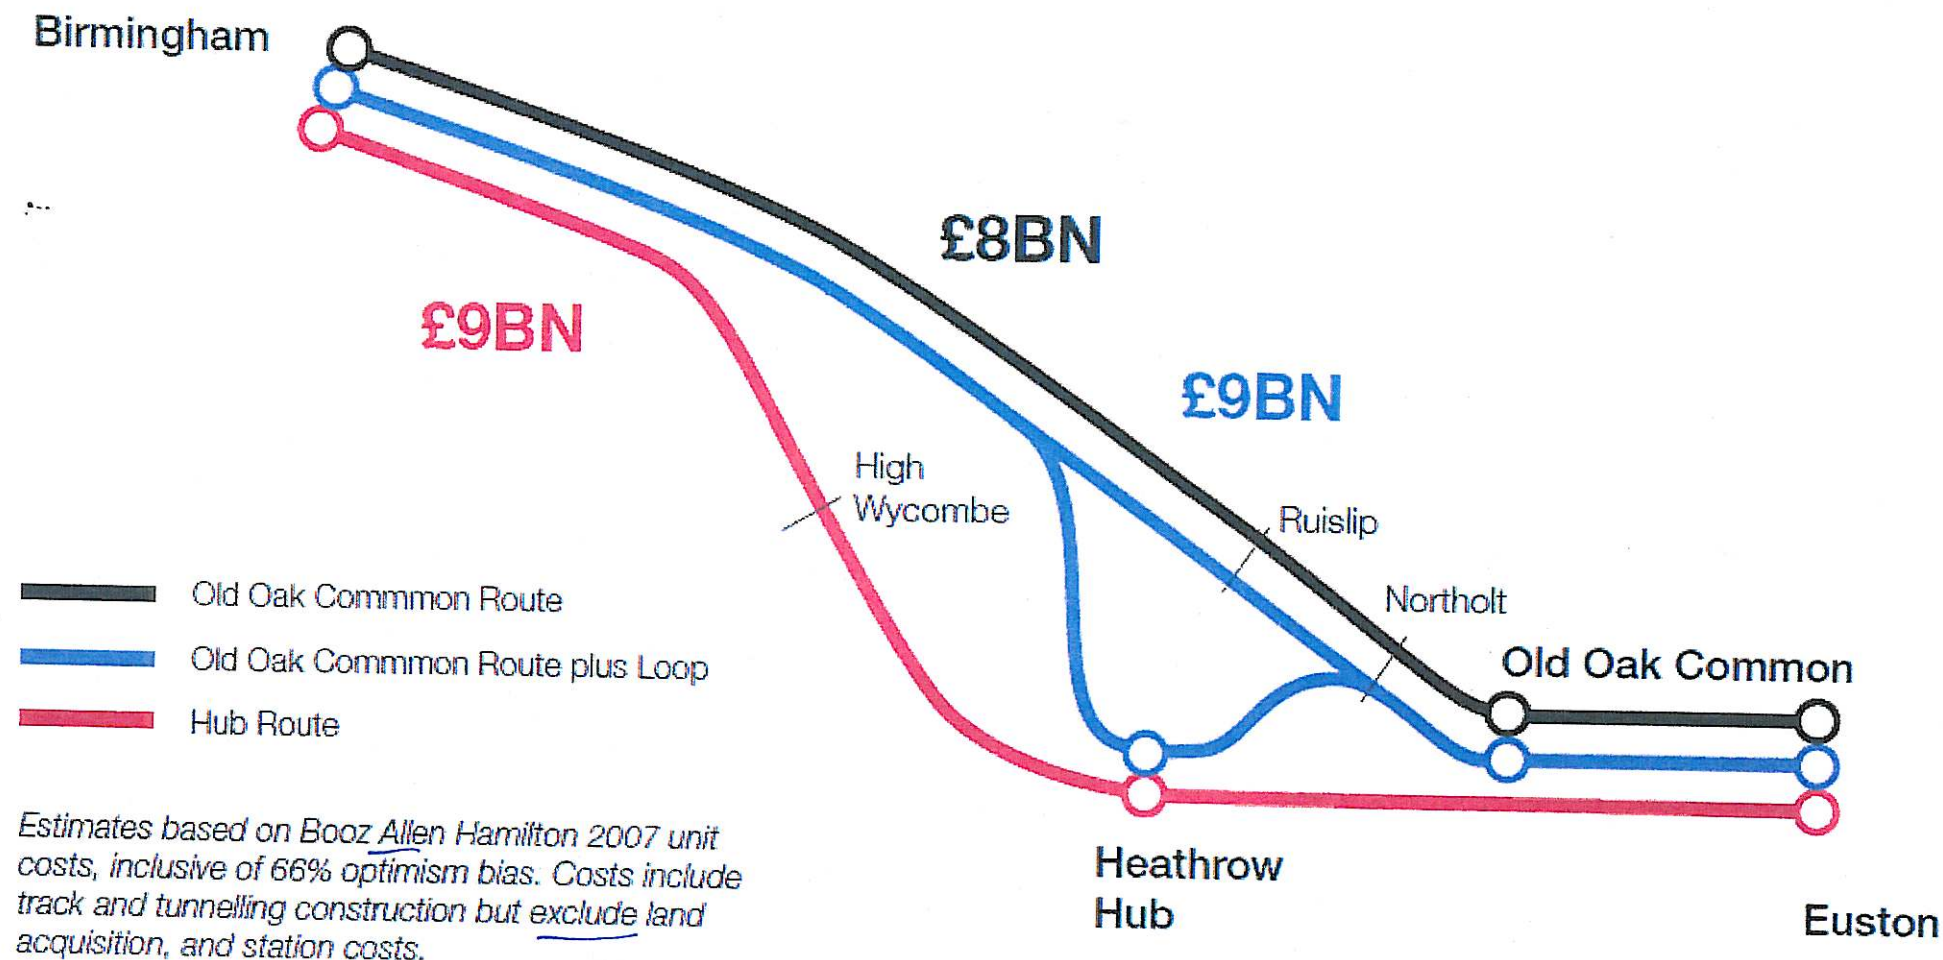 Birmingham
£8BN
£9BN
£9BN
High
Wycombe
Ruislip
Northolt
Old Oak Common
Old Oak Commmon Route
Old Oak Commmon Route plus Loop
Hub Route
Heathrow
Hub
Euston
Estimates based on Booz Allen Hamilton 2007 unit
costs, inclusive of 66% optimism bias. Costs include
track and tunnelling construction but exclude land
acquisition, and station costs.